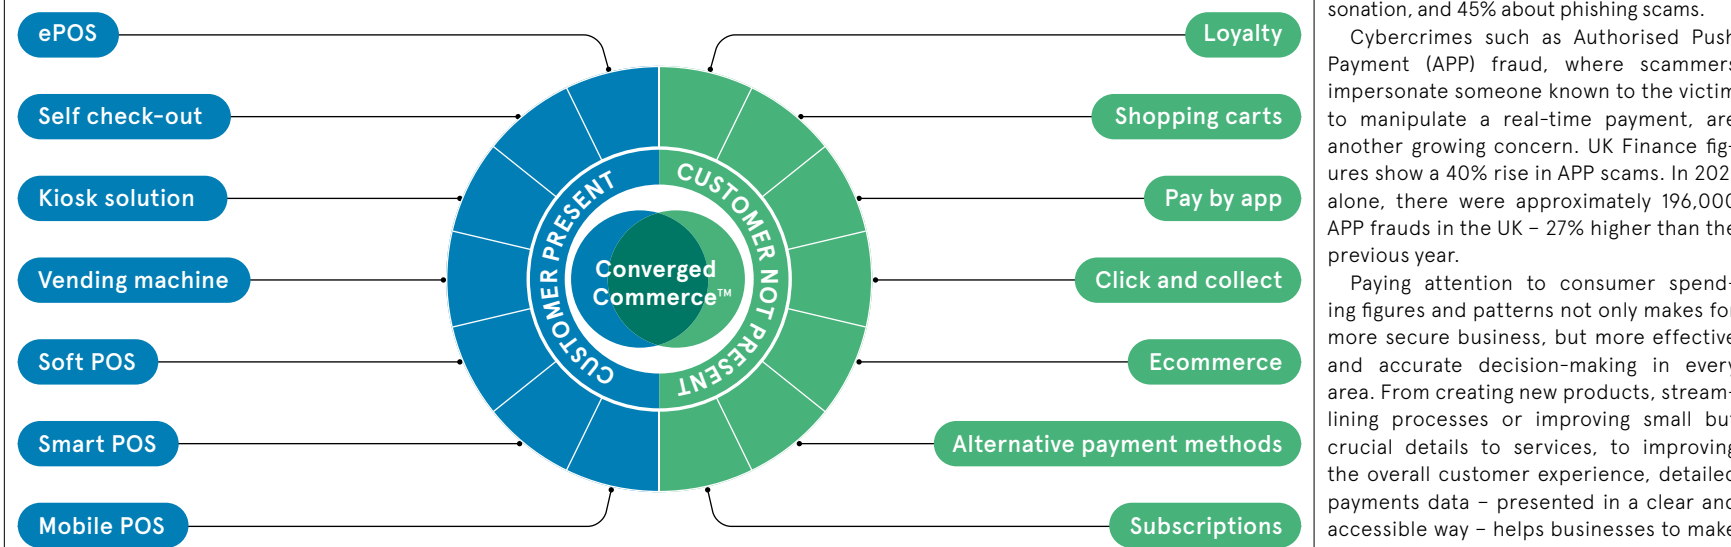 ePOS
Self check-out
Kiosk solution
Vending machine
Soft POS
Smart POS
Mobile POS
CUSTOMER PRESENT
Converged
Commerce™
CUSTOMER NOT PRESENT
Loyalty
Shopping carts
Pay by app
Click and collect
Ecommerce
Alternative payment methods
Subscriptions
sonation, and 45% about phishing scams.
Cybercrimes such as Authorised Push
Payment (APP) fraud, where scammers
impersonate someone known to the victim
to manipulate a real-time payment, are
another growing concern. UK Finance fig-
ures show a 40% rise in APP scams. In
alone, there were approximately 196,000
APP frauds in the UK – 27% higher than the
previous year.
Paying attention to consumer spend-
ing figures and patterns not only makes for
more secure business, but more effective
and accurate decision-making in every
area. From creating new products, stream-
lining processes or improving small but
crucial details to services, to improving
the overall customer experience, detailed
payments data – presented in a clear and
accessible way – helps businesses to make